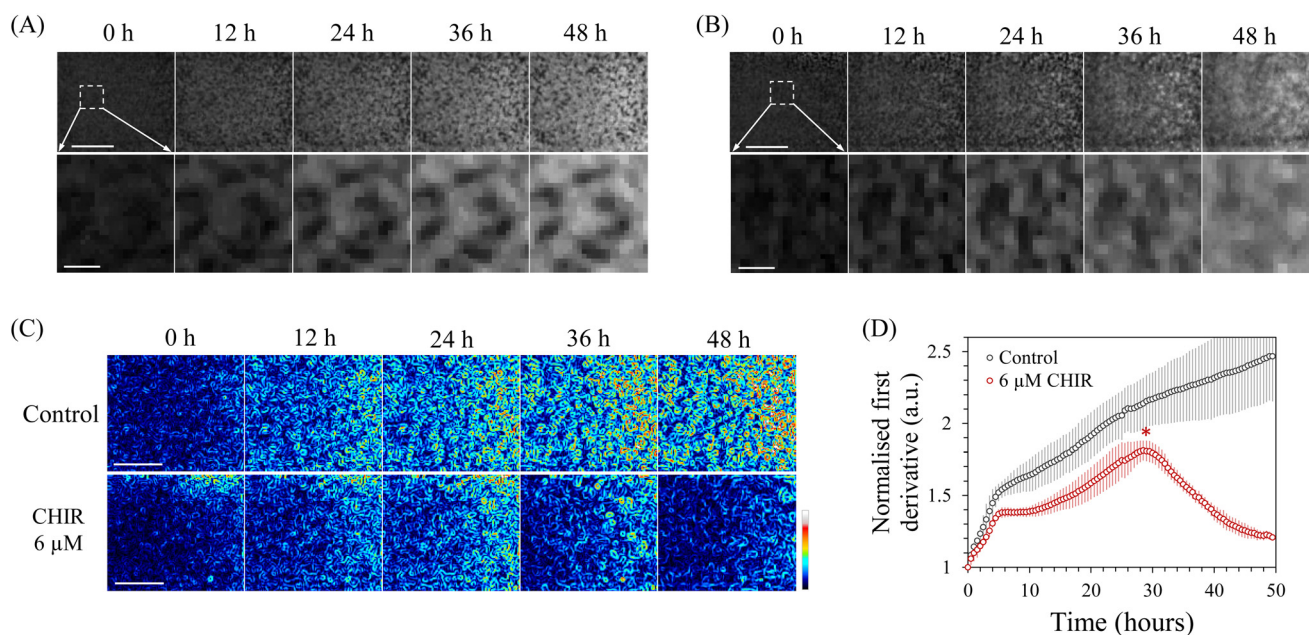 (A)
0 h 12 h 24 h 36 h 48 h
(B)
0 h 12 h 24 h 36 h 48 h
(C)
0 h 12 h 24 h 36 h 48 h
Control
CHIR
6 µM
(D)
Normalised first
derivative (a.u.)
2.5
2
1.5
1
Control
6 µM CHIR
*
0 10 20 30 40 50
Time (hours)